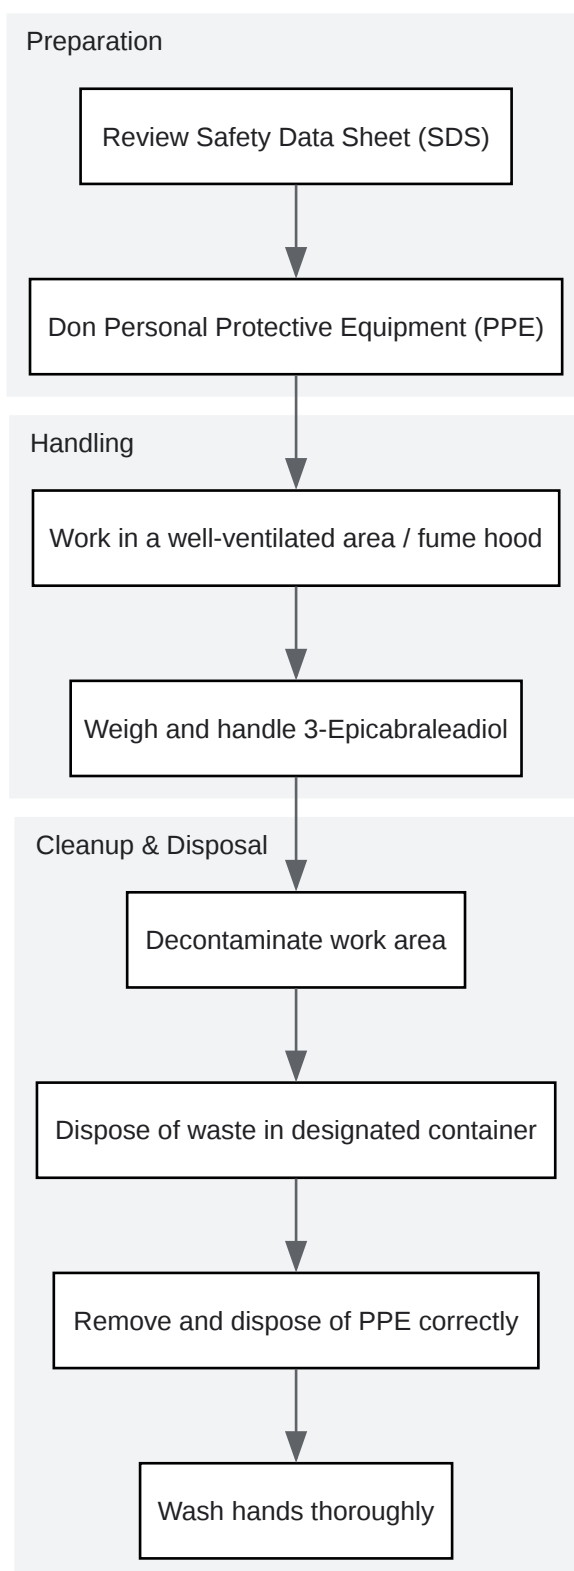 Preparation
Review Safety Data Sheet (SDS)
Don Personal Protective Equipment (PPE)
Handling
Work in a well-ventilated area / fume hood
Weigh and handle 3-Epicabraleadiol
Cleanup & Disposal
Decontaminate work area
Dispose of waste in designated container
Remove and dispose of PPE correctly
Wash hands thoroughly